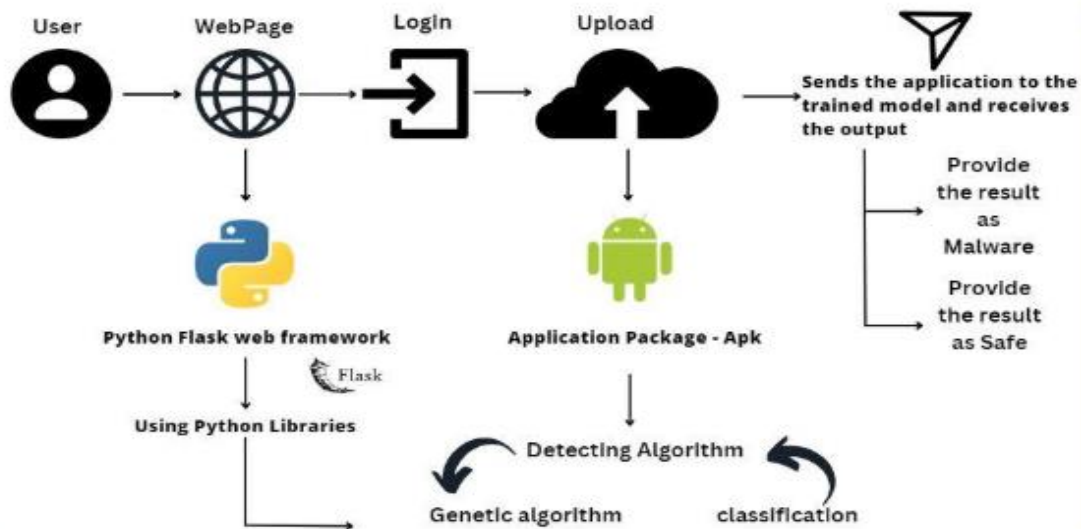 User
WebPage
Login
Upload
Sends the application to the
trained model and receives
the output
Provide
the result
as
Malware
Provide
the result
as Safe
Python Flask web framework
Flask
Application Package - Apk
Using Python Libraries
Detecting Algorithm
Genetic algorithm
classification